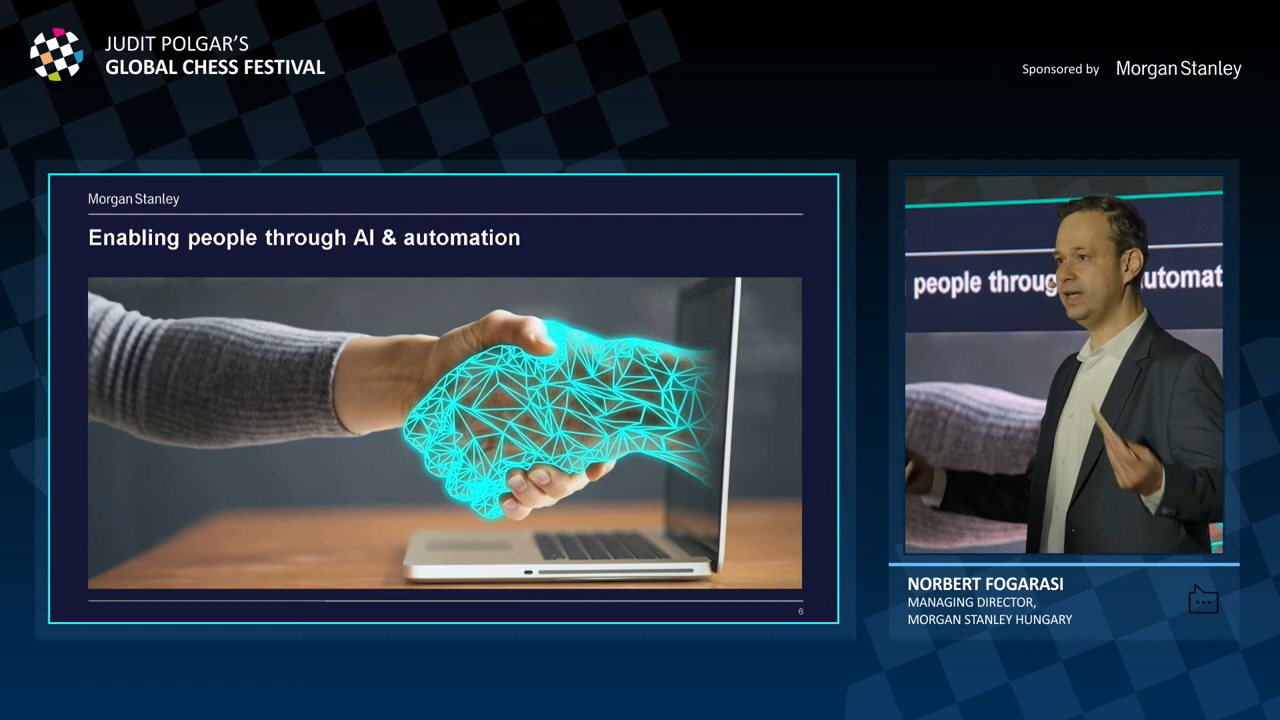 JUDIT POLGAR'S
GLOBAL CHESS FESTIVAL
Sponsored by Morgan Stanley
Morgan Stanley
Enabling people through AI & automation
6
people throug utomat
NORBERT FOGARASI
MANAGING DIRECTOR,
MORGAN STANLEY HUNGARY